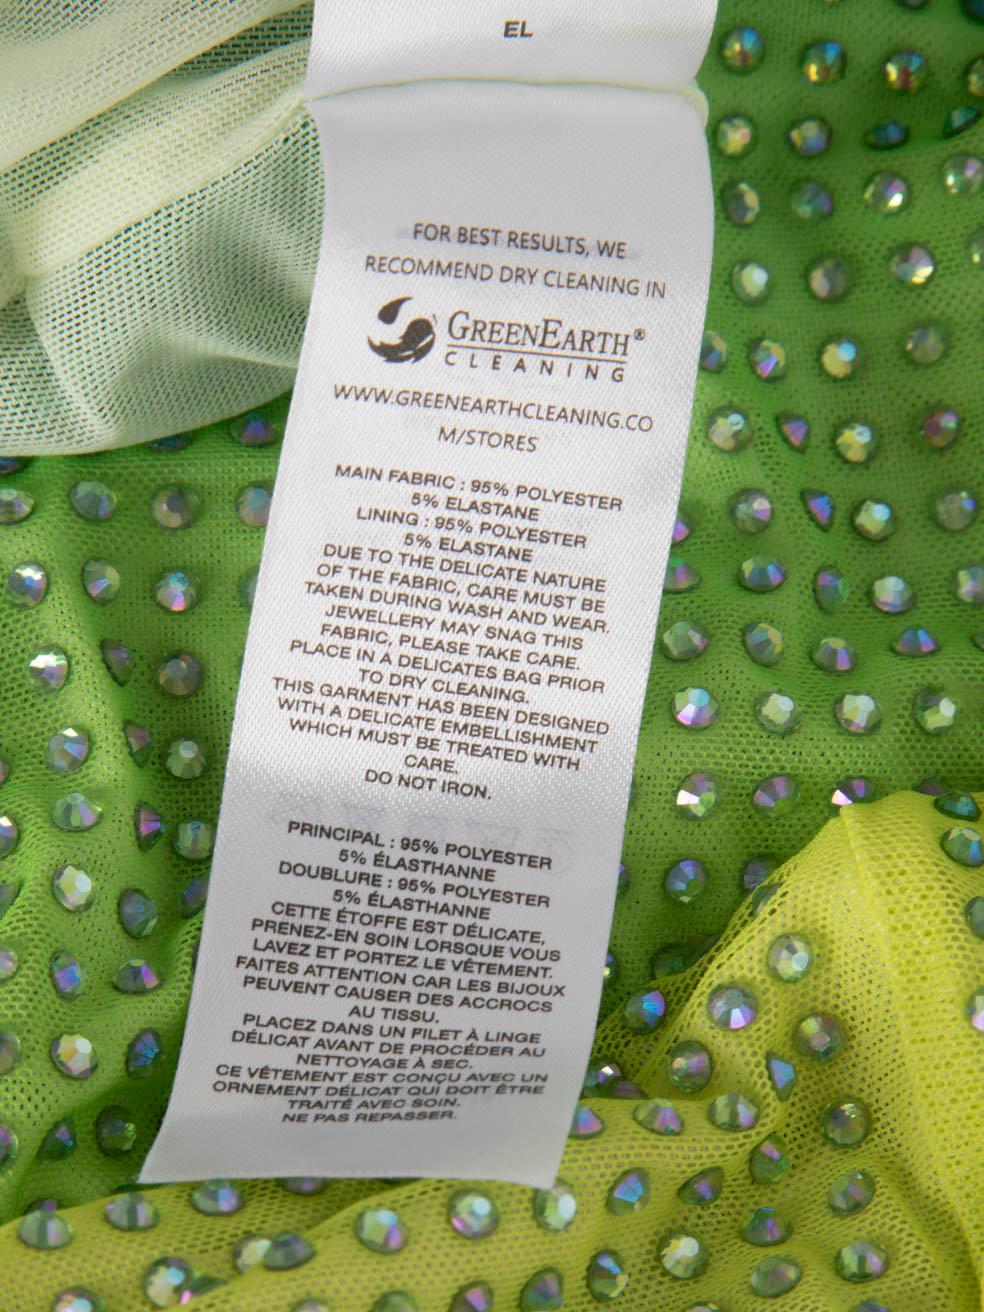 EL
FOR BEST RESULTS, WE
RECOMMEND DRY CLEANING IN
GREENEARTH®
CLEANING
WWW.GREENEARTHCLEANING.CO
M/STORES
MAIN FABRIC : 95% POLYESTER
5% ELASTANE
LINING : 95% POLYESTER
5% ELASTANE
DUE TO THE DELICATE NATURE
OF THE FABRIC, CARE MUST BE
TAKEN DURING WASH AND WEAR.
JEWELLERY MAY SNAG THIS
FABRIC, PLEASE TAKE CARE.
PLACE IN A DELICATES BAG PRIOR
TO DRY CLEANING.
THIS GARMENT HAS BEEN DESIGNED
WITH A DELICATE EMBELLISHMENT
WHICH MUST BE TREATED WITH
CARE.
DO NOT IRON.
PRINCIPAL : 95% POLYESTER
5% ÉLASTHANNE
DOUBLURE : 95% POLYESTER
5% ÉLASTHANNE
CETTE ÉTOFFE EST DÉLICATE,
PRENEZ-EN SOIN LORSQUE VOUS
LAVEZ ET PORTEZ LE VÊTEMENT.
FAITES ATTENTION CAR LES BIJOUX
PEUVENT CAUSER DES ACCROCS
AU TISSU.
PLACEZ DANS UN FILET À LINGE
DÉLICAT AVANT DE PROCÉDER AU
NETTOYAGE À SEC.
CE VÊTEMENT EST CONÇU AVEC UN
ORNEMENT DÉLICAT QUI DOIT ÊTRE
TRAITÉ AVEC SOIN.
NE PAS REPASSER.